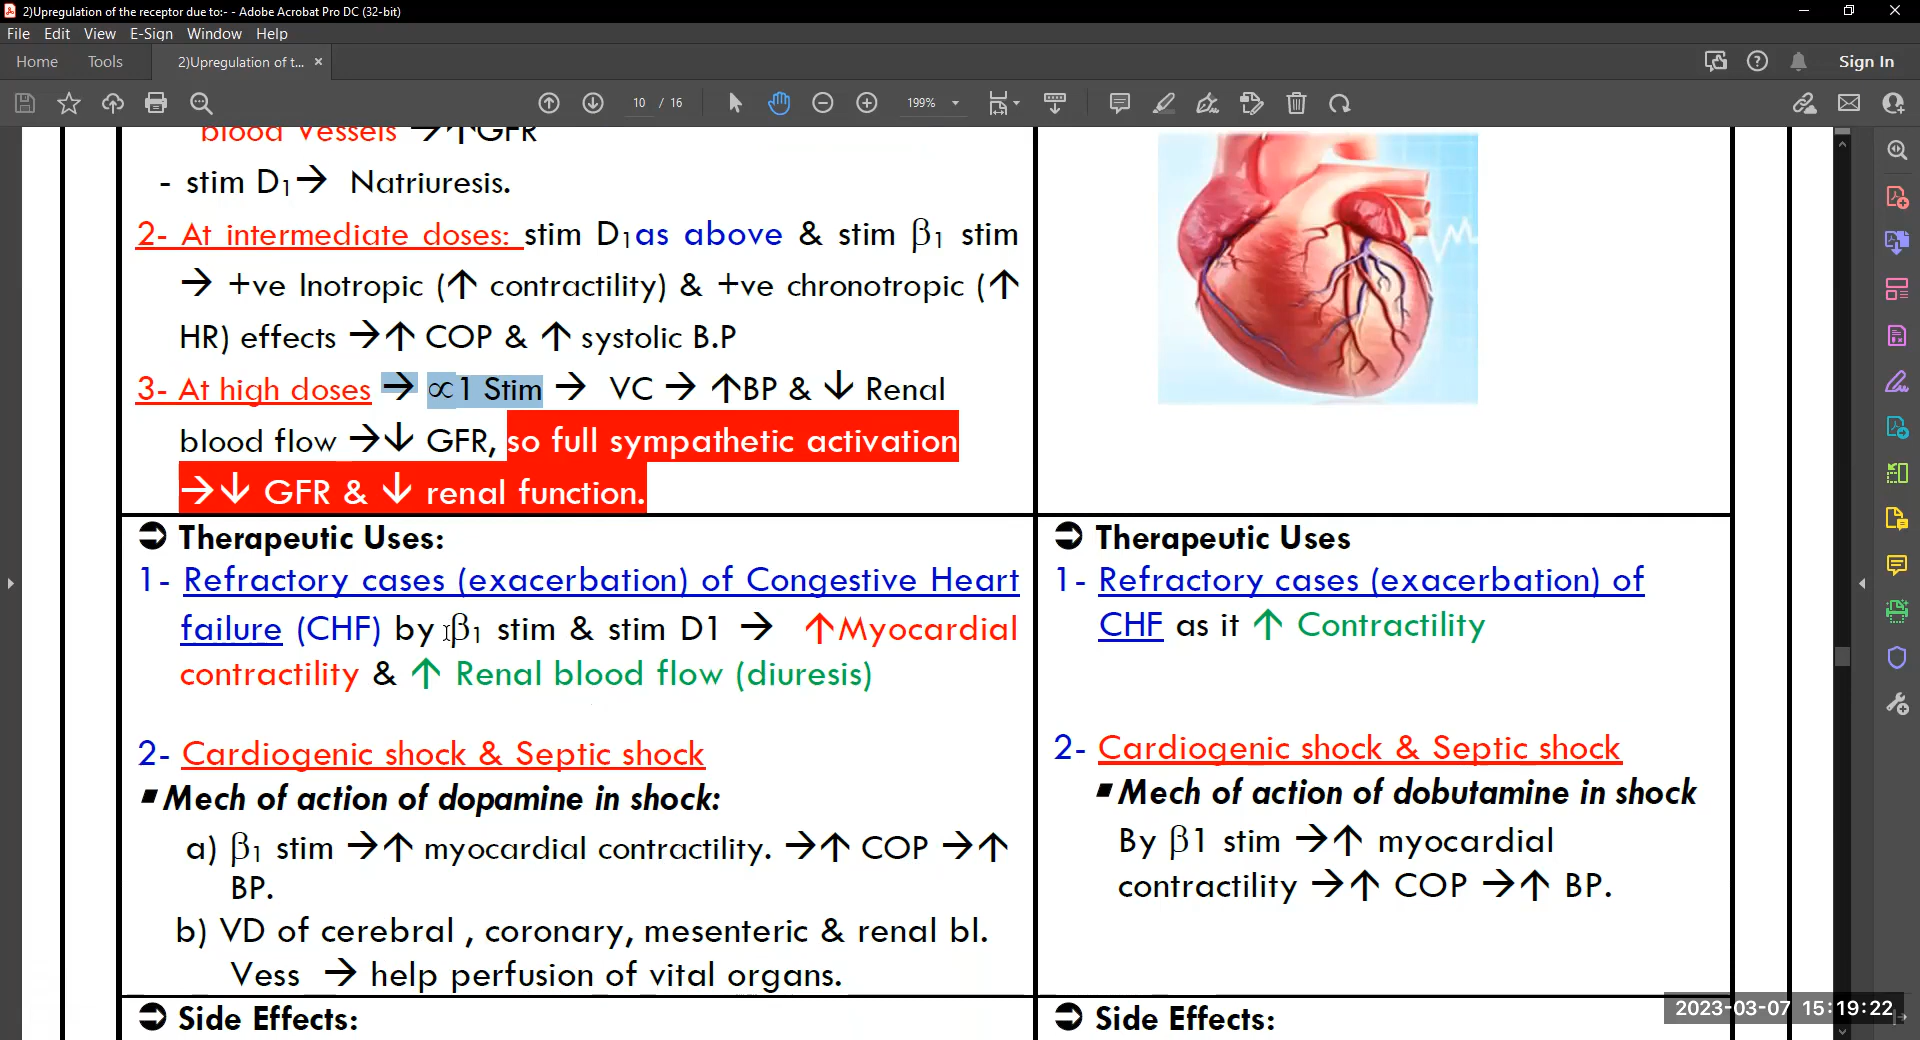 2)Upregulation of the receptor due to:- - Adobe Acrobat Pro DC (32-bit)
File Edit View E-Sign Window Help
Home Tools 2)Upregulation of t... × Sign In
10 / 16 199%
blood Vessels →↑GFR
- stim D₁→ Natriuresis.
2- At intermediate doses: stim D₁as above & stim β₁ stim
→ +ve Inotropic (↑ contractility) & +ve chronotropic (↑
HR) effects →↑ COP & ↑ systolic B.P
3- At high doses → ∝1 Stim → VC → ↑BP & ↓ Renal
blood flow →↓ GFR, so full sympathetic activation
→↓ GFR & ↓ renal function.
➲ Therapeutic Uses:
1- Refractory cases (exacerbation) of Congestive Heart
failure (CHF) by β₁ stim & stim D1 → ↑Myocardial
contractility & ↑ Renal blood flow (diuresis)
2- Cardiogenic shock & Septic shock
▪Mech of action of dopamine in shock:
a) β₁ stim →↑ myocardial contractility. →↑ COP →↑
BP.
b) VD of cerebral , coronary, mesenteric & renal bl.
Vess → help perfusion of vital organs.
➲ Side Effects:
➲ Therapeutic Uses
1- Refractory cases (exacerbation) of
CHF as it ↑ Contractility
2- Cardiogenic shock & Septic shock
▪Mech of action of dobutamine in shock
By β1 stim →↑ myocardial
contractility →↑ COP →↑ BP.
➲ Side Effects:
2023-03-07 15:19:22